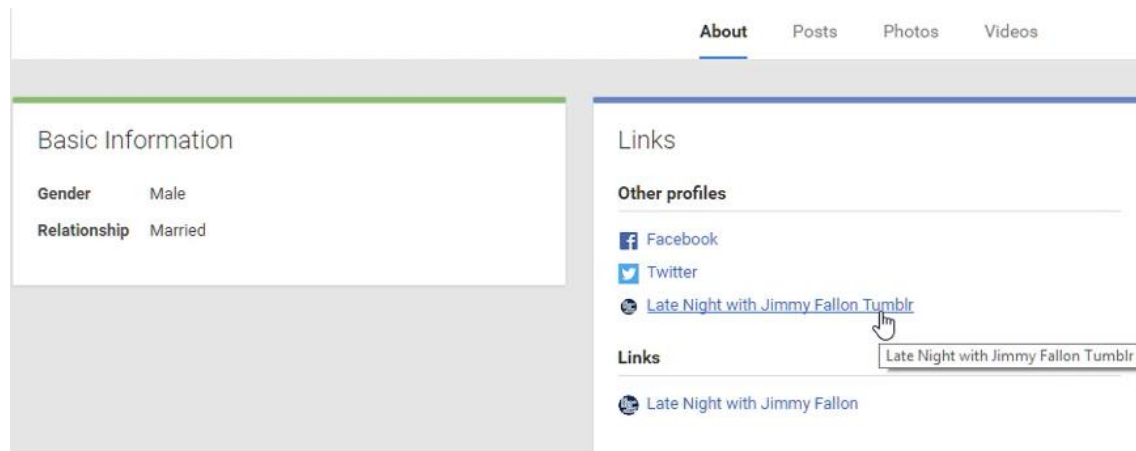 About Posts Photos Videos
Basic Information
Gender Male
Relationship Married
Links
Other profiles
Facebook
Twitter
Late Night with Jimmy Fallon Tumblr
Late Night with Jimmy Fallon Tumblr
Links
Late Night with Jimmy Fallon